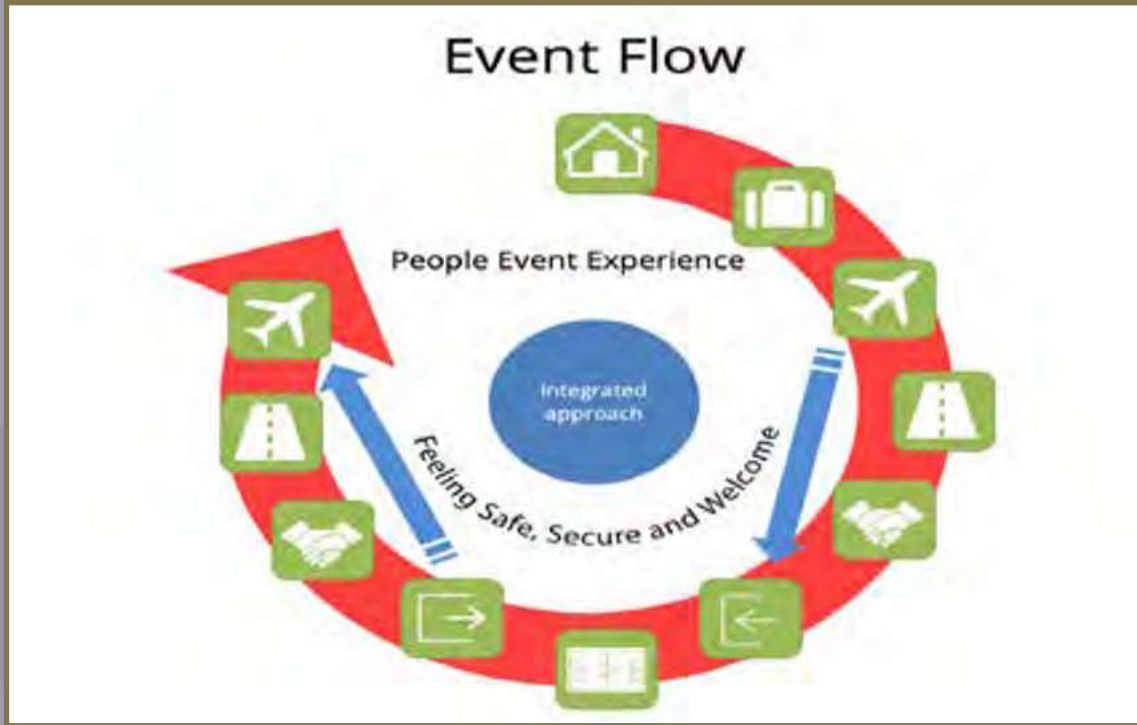 Event Flow
People Event Experience
Integrated
approach
Feeling Safe, Secure and Welcome